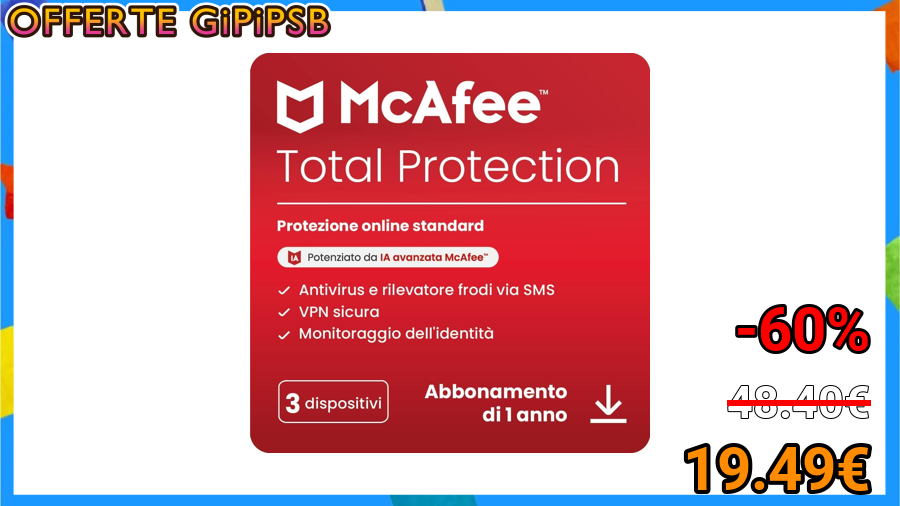 OFFERTE GiPiPSB
McAfee™
Total Protection
Protezione online standard
IA Potenziato da IA avanzata McAfee™
Antivirus e rilevatore frodi via SMS
VPN sicura
Monitoraggio dell'identità
3 dispositivi
Abbonamento
di 1 anno
-60%
48.40€
19.49€